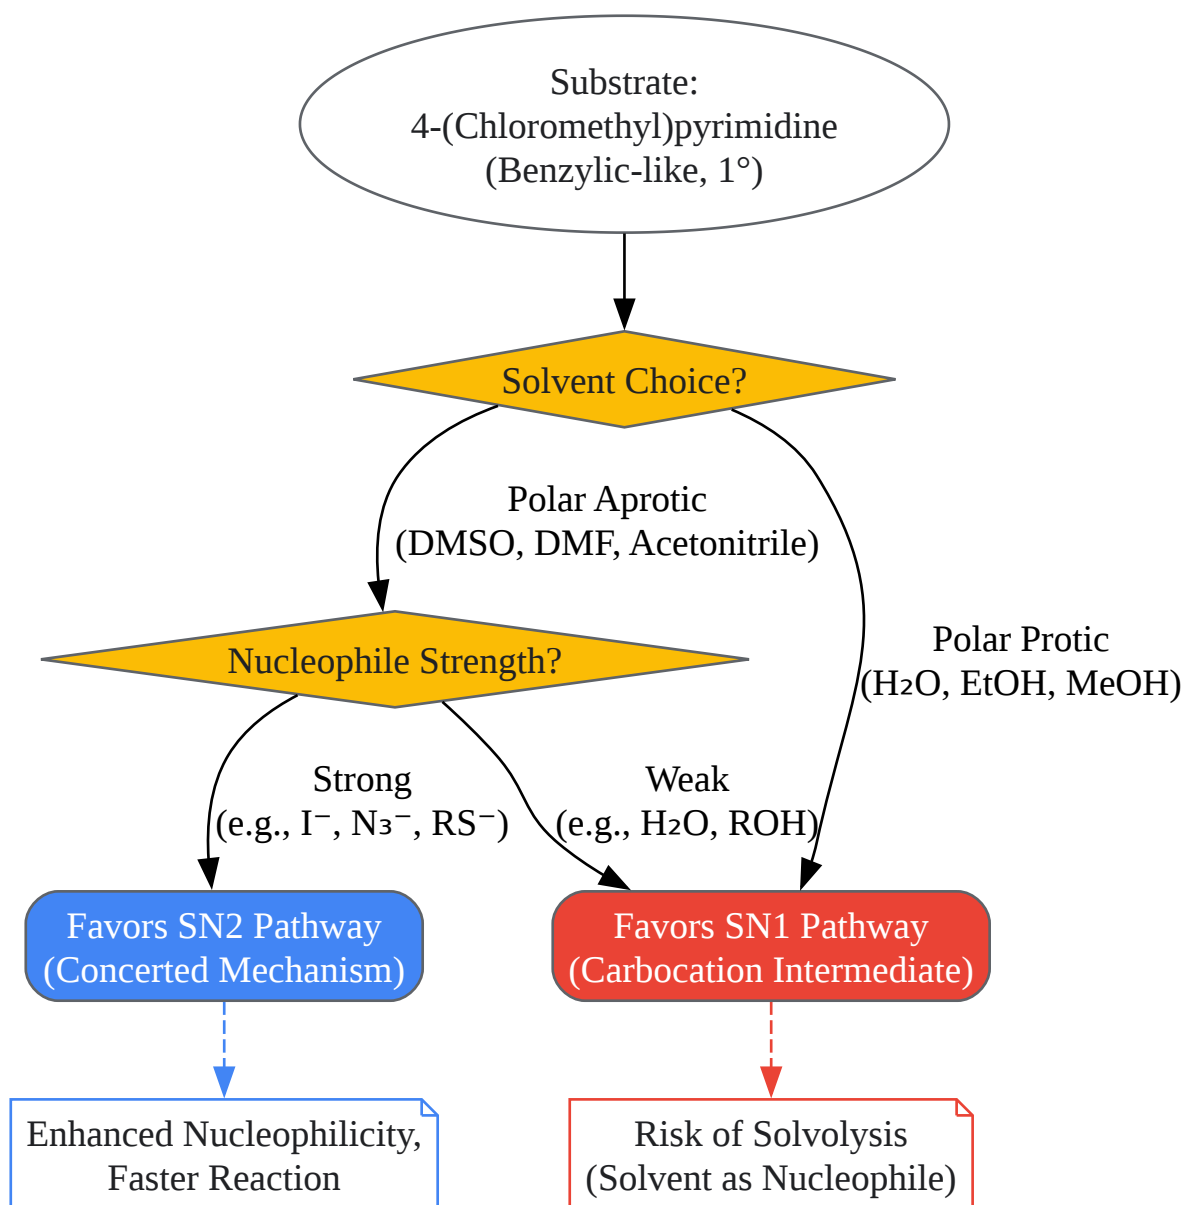 Substrate:
4-(Chloromethyl)pyrimidine
(Benzylic-like, 1°)
Solvent Choice?
Polar Aprotic
(DMSO, DMF, Acetonitrile)
Polar Protic
(H₂O, EtOH, MeOH)
Nucleophile Strength?
Strong
(e.g., I⁻, N₃⁻, RS⁻)
Weak
(e.g., H₂O, ROH)
Favors SN2 Pathway
(Concerted Mechanism)
Favors SN1 Pathway
(Carbocation Intermediate)
Enhanced Nucleophilicity,
Faster Reaction
Risk of Solvolysis
(Solvent as Nucleophile)